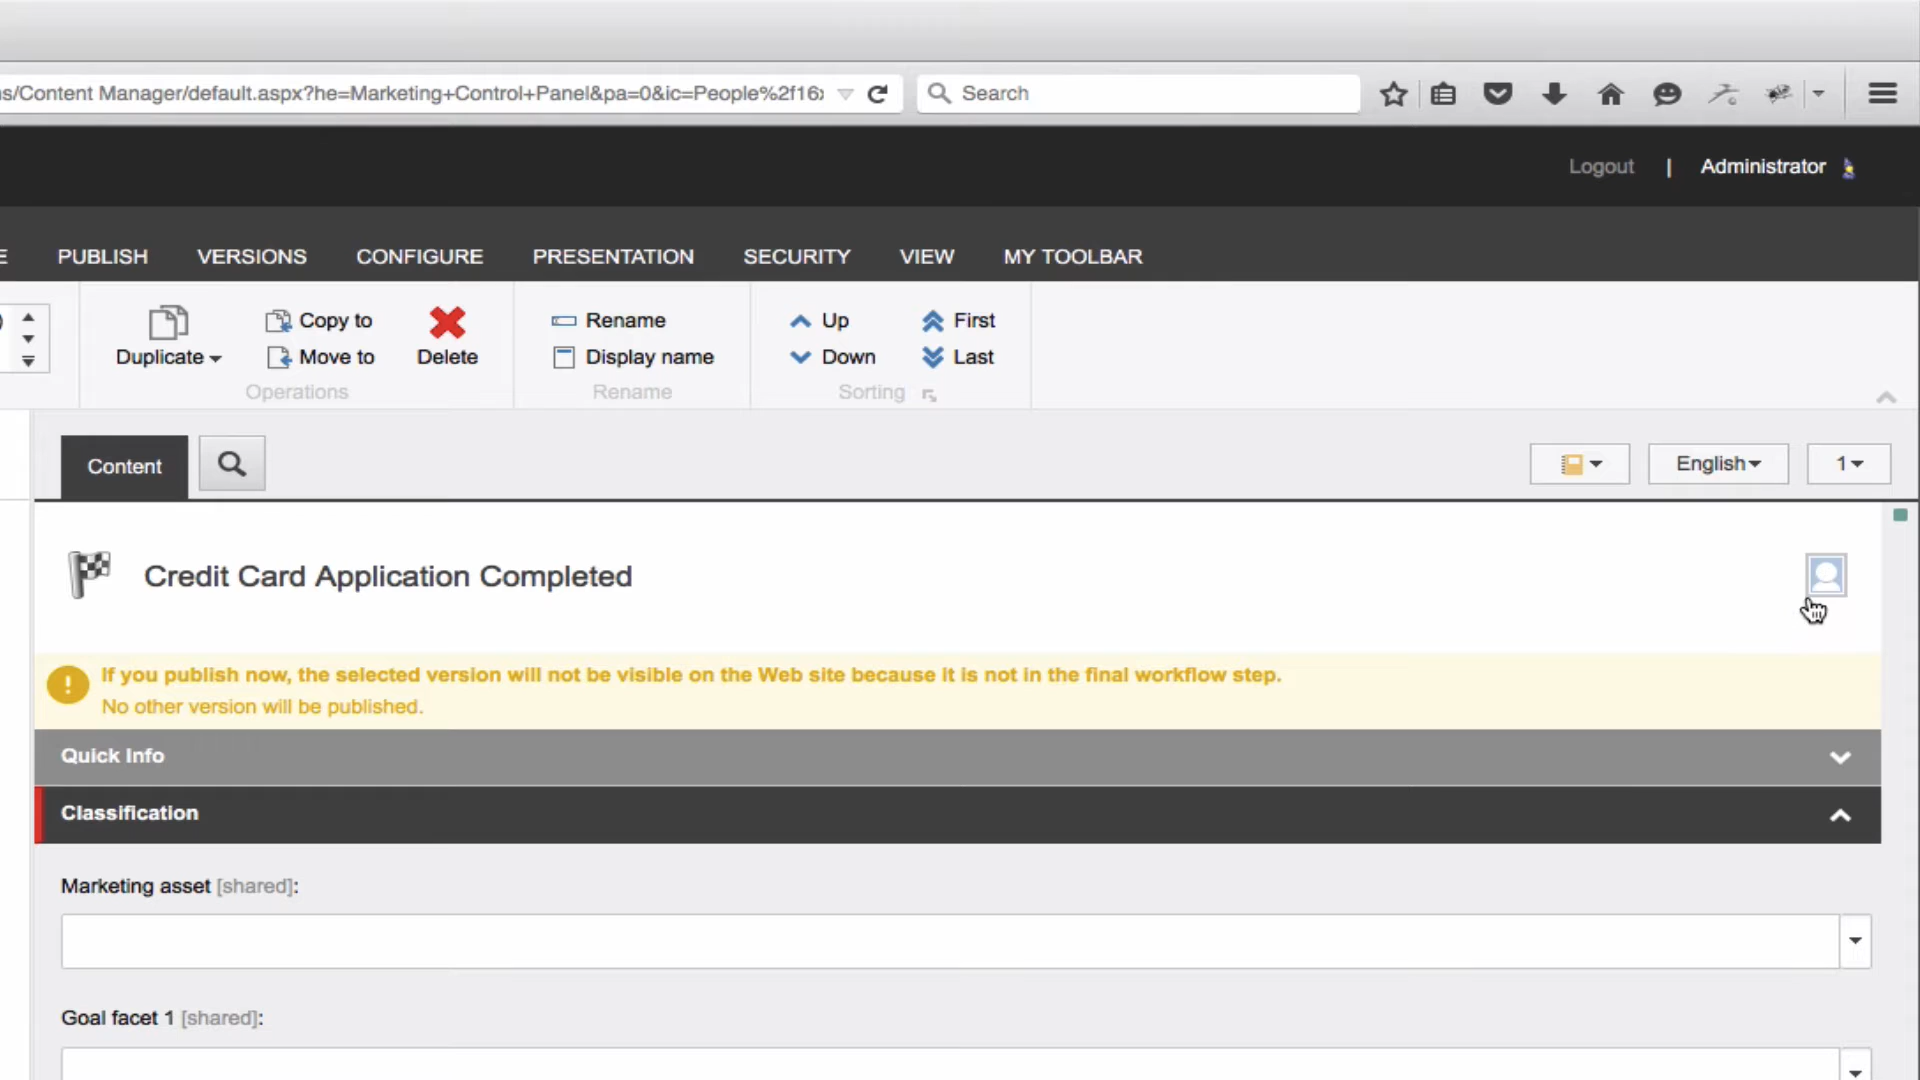 s/Content Manager/default.aspx?he=Marketing+Control+Panel&pa=0&ic=People%2f16x
Search
Logout | Administrator
E PUBLISH VERSIONS CONFIGURE PRESENTATION SECURITY VIEW MY TOOLBAR
Duplicate
Copy to
Move to
Delete
Operations
Rename
Display name
Rename
Up
Down
First
Last
Sorting
Content
English
1
Credit Card Application Completed
If you publish now, the selected version will not be visible on the Web site because it is not in the final workflow step.
No other version will be published.
Quick Info
Classification
Marketing asset [shared]:
Goal facet 1 [shared]: